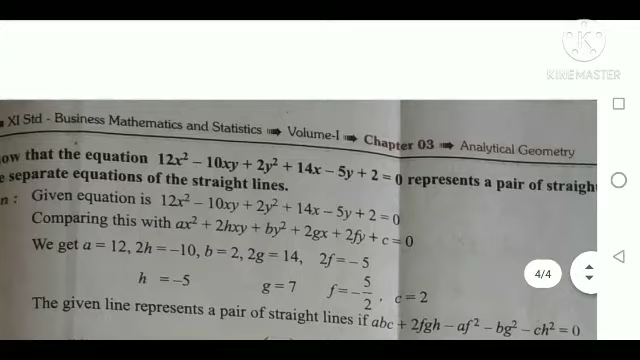 KINEMASTER
XI Std - Business Mathematics and Statistics ➠ Volume-I ➠ Chapter 03 ➠ Analytical Geometry
ow that the equation 12x² − 10xy + 2y² + 14x − 5y + 2 = 0 represents a pair of straigh
e separate equations of the straight lines.
n : Given equation is 12x² − 10xy + 2y² + 14x − 5y + 2 = 0
Comparing this with ax² + 2hxy + by² + 2gx + 2fy + c = 0
We get a = 12, 2h = −10, b = 2, 2g = 14, 2f = − 5
h = −5 g = 7 f = −5/2 , c = 2
4/4
The given line represents a pair of straight lines if abc + 2fgh − af² − bg² − ch² = 0